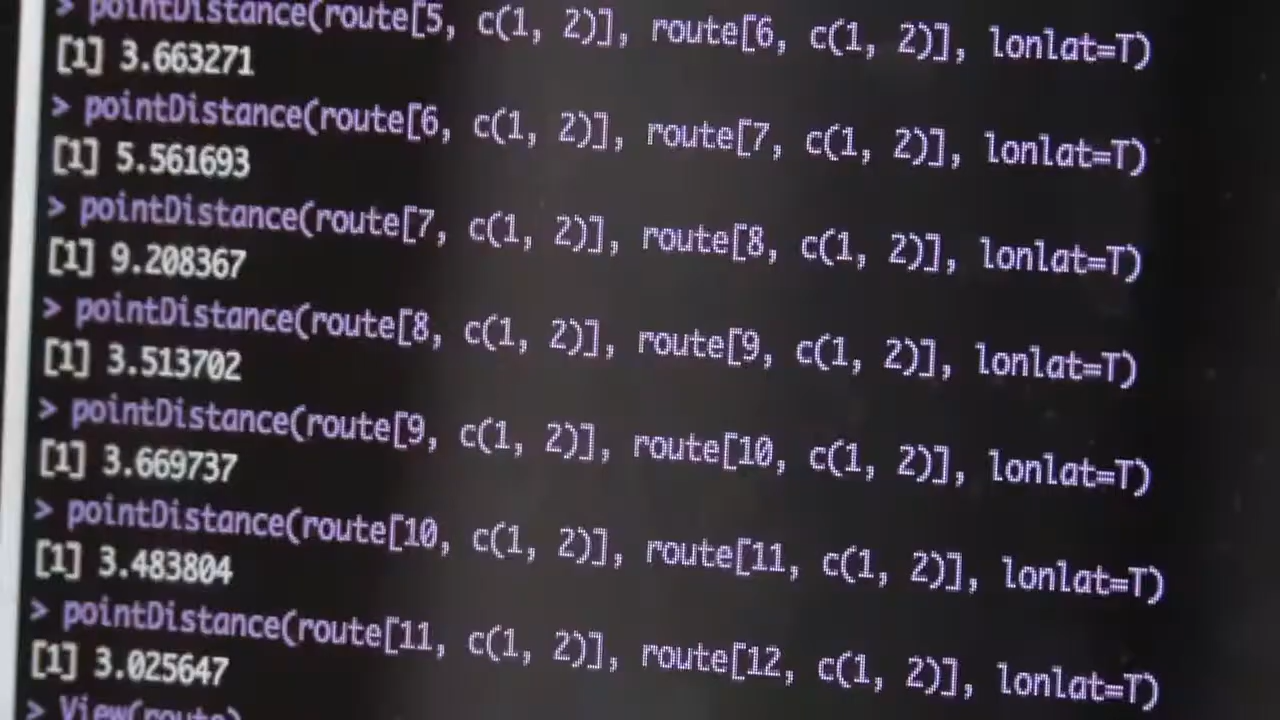 > pointDistance(route[5, c(1, 2)], route[6, c(1, 2)], lonlat=T)
[1] 3.663271
> pointDistance(route[6, c(1, 2)], route[7, c(1, 2)], lonlat=T)
[1] 5.561693
> pointDistance(route[7, c(1, 2)], route[8, c(1, 2)], lonlat=T)
[1] 9.208367
> pointDistance(route[8, c(1, 2)], route[9, c(1, 2)], lonlat=T)
[1] 3.513702
> pointDistance(route[9, c(1, 2)], route[10, c(1, 2)], lonlat=T)
[1] 3.669737
> pointDistance(route[10, c(1, 2)], route[11, c(1, 2)], lonlat=T)
[1] 3.483804
> pointDistance(route[11, c(1, 2)], route[12, c(1, 2)], lonlat=T)
[1] 3.025647
> View(route)